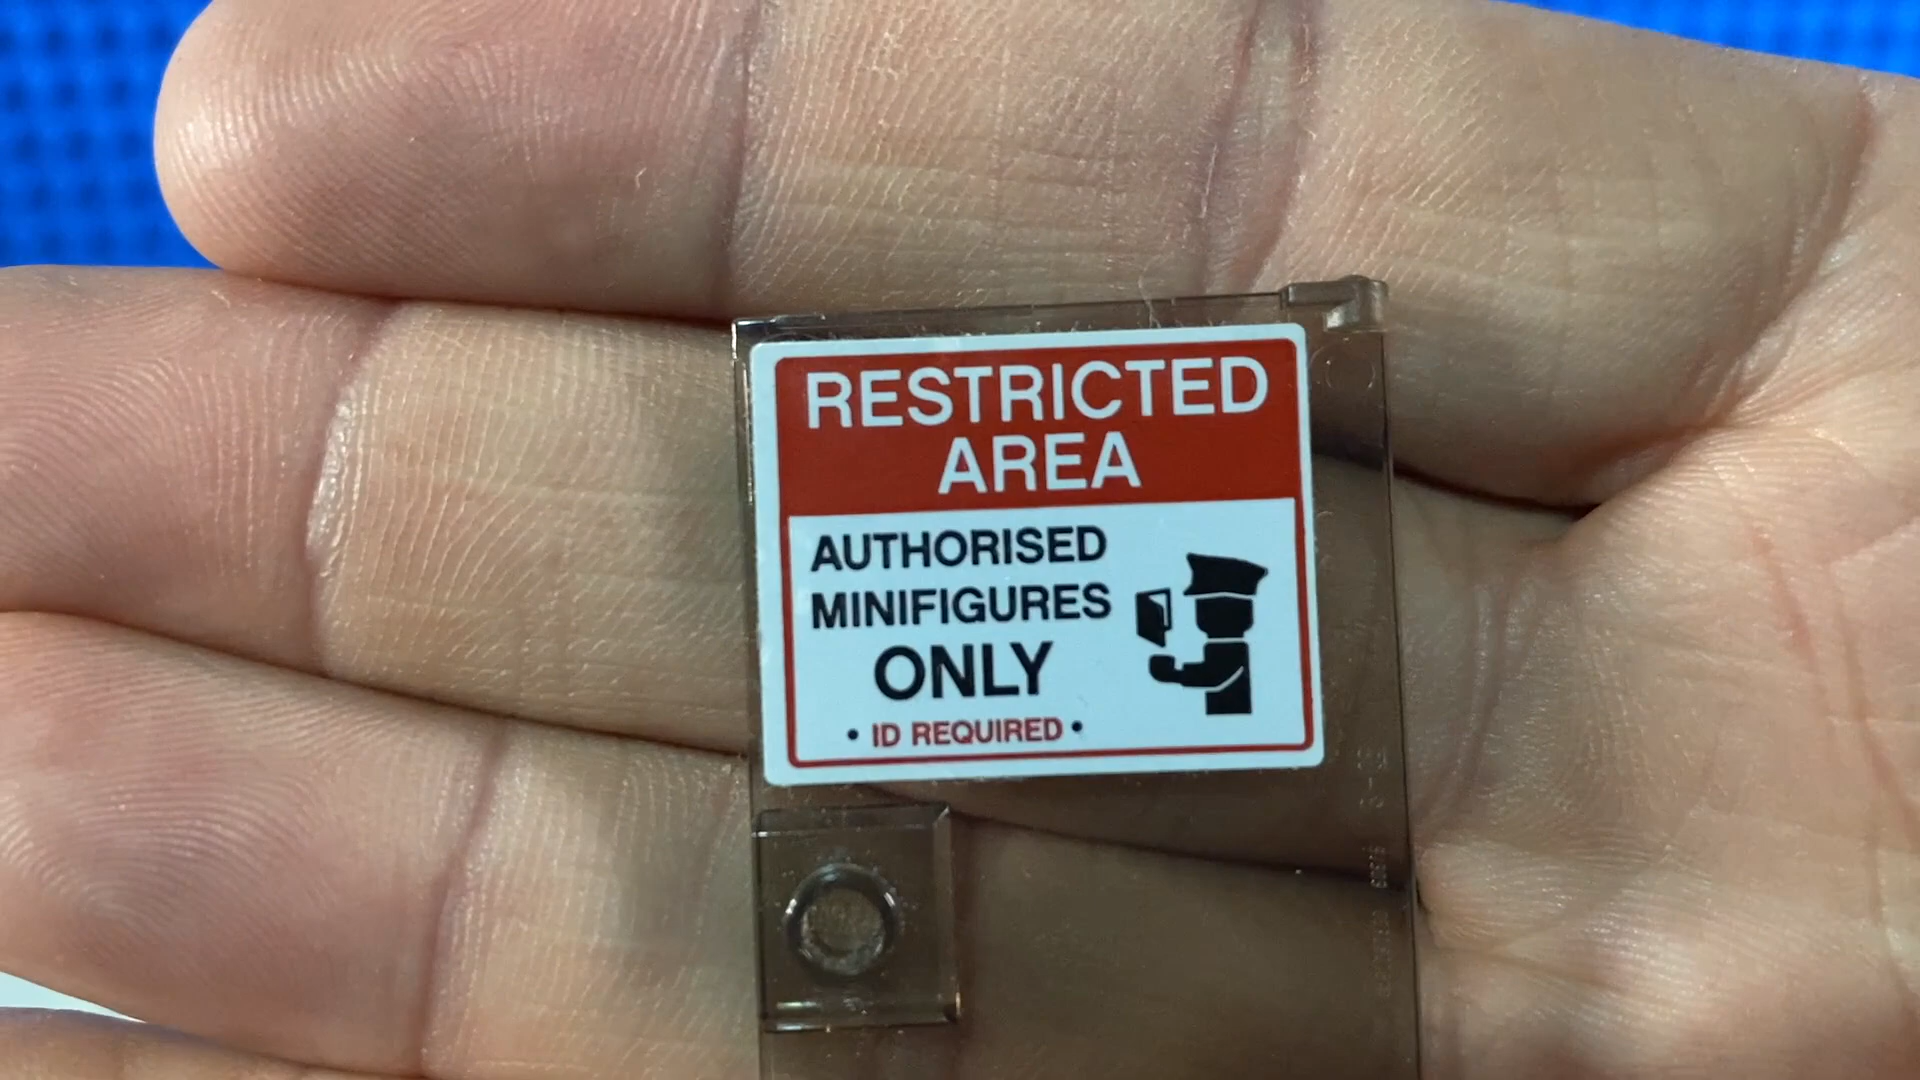 RESTRICTED
AREA
AUTHORISED
MINIFIGURES
ONLY
• ID REQUIRED •